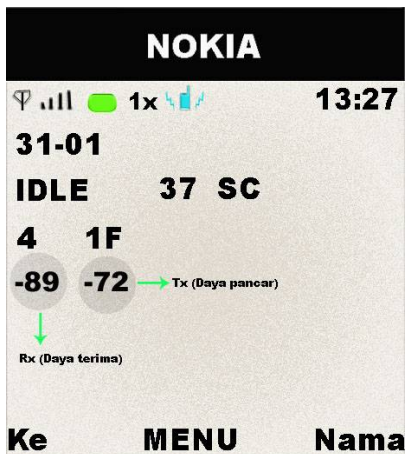 NOKIA
1x 13:27
31-01
IDLE 37 SC
4 1F
-89 -72 Tx (Daya pancar)
Rx (Daya terima)
Ke MENU Nama